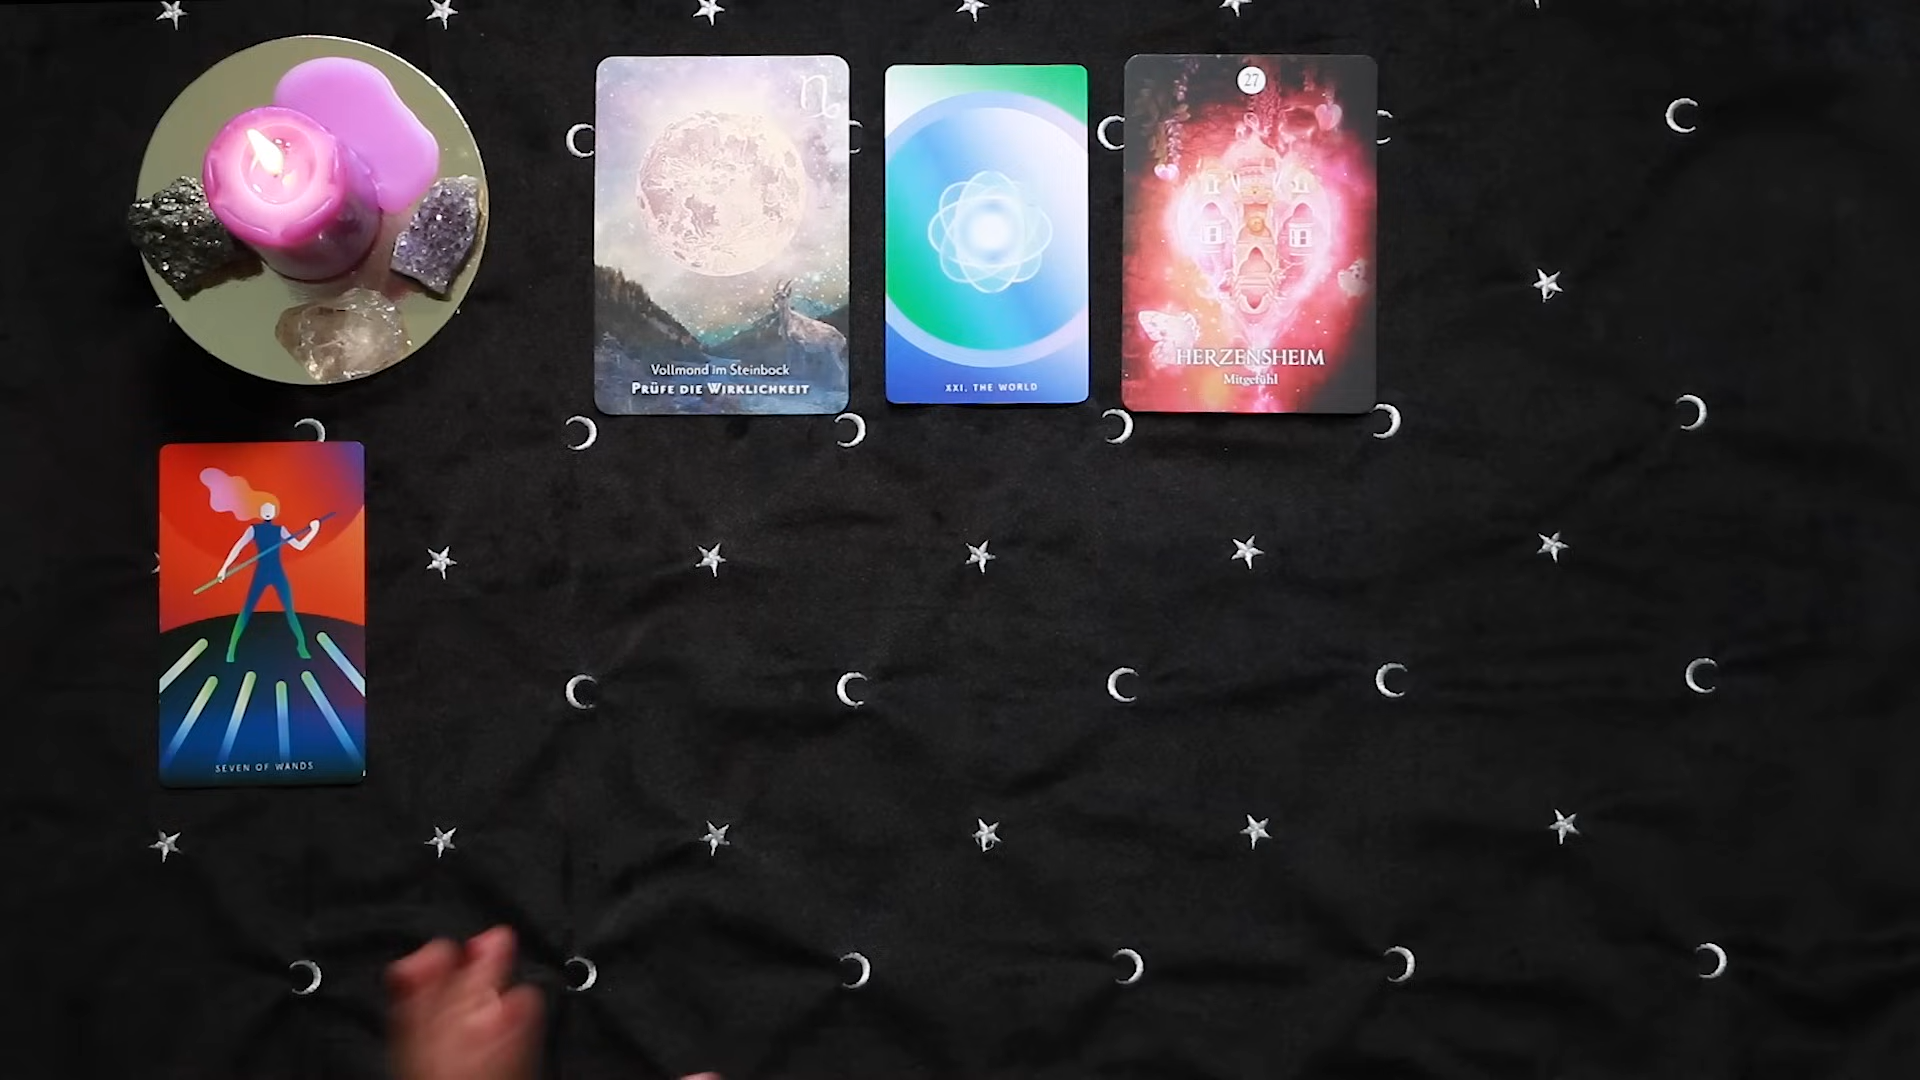 Vollmond im Steinbock
PRÜFE DIE WIRKLICHKEIT
XXI. THE WORLD
27
HERZENSHEIM
Mitgefühl
SEVEN OF WANDS